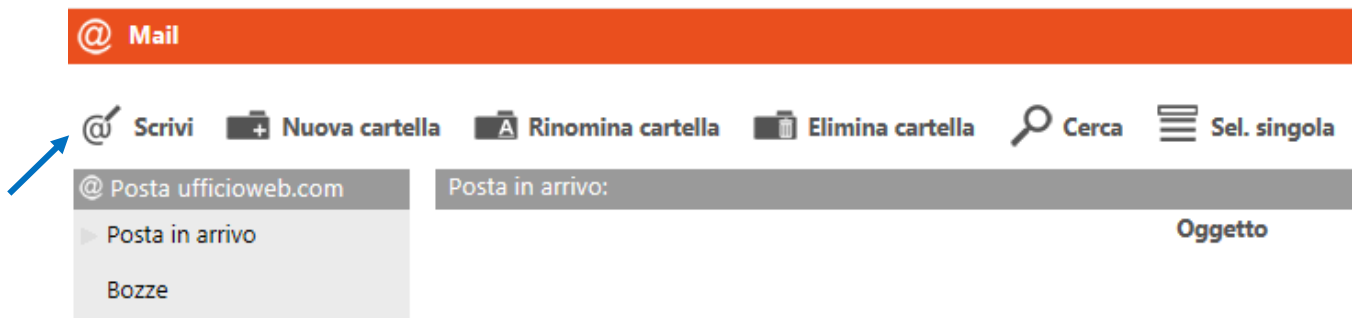 Mail
Scrivi Nuova cartella Rinomina cartella Elimina cartella Cerca Sel. singola
@ Posta ufficioweb.com Posta in arrivo:
Posta in arrivo Oggetto
Bozze